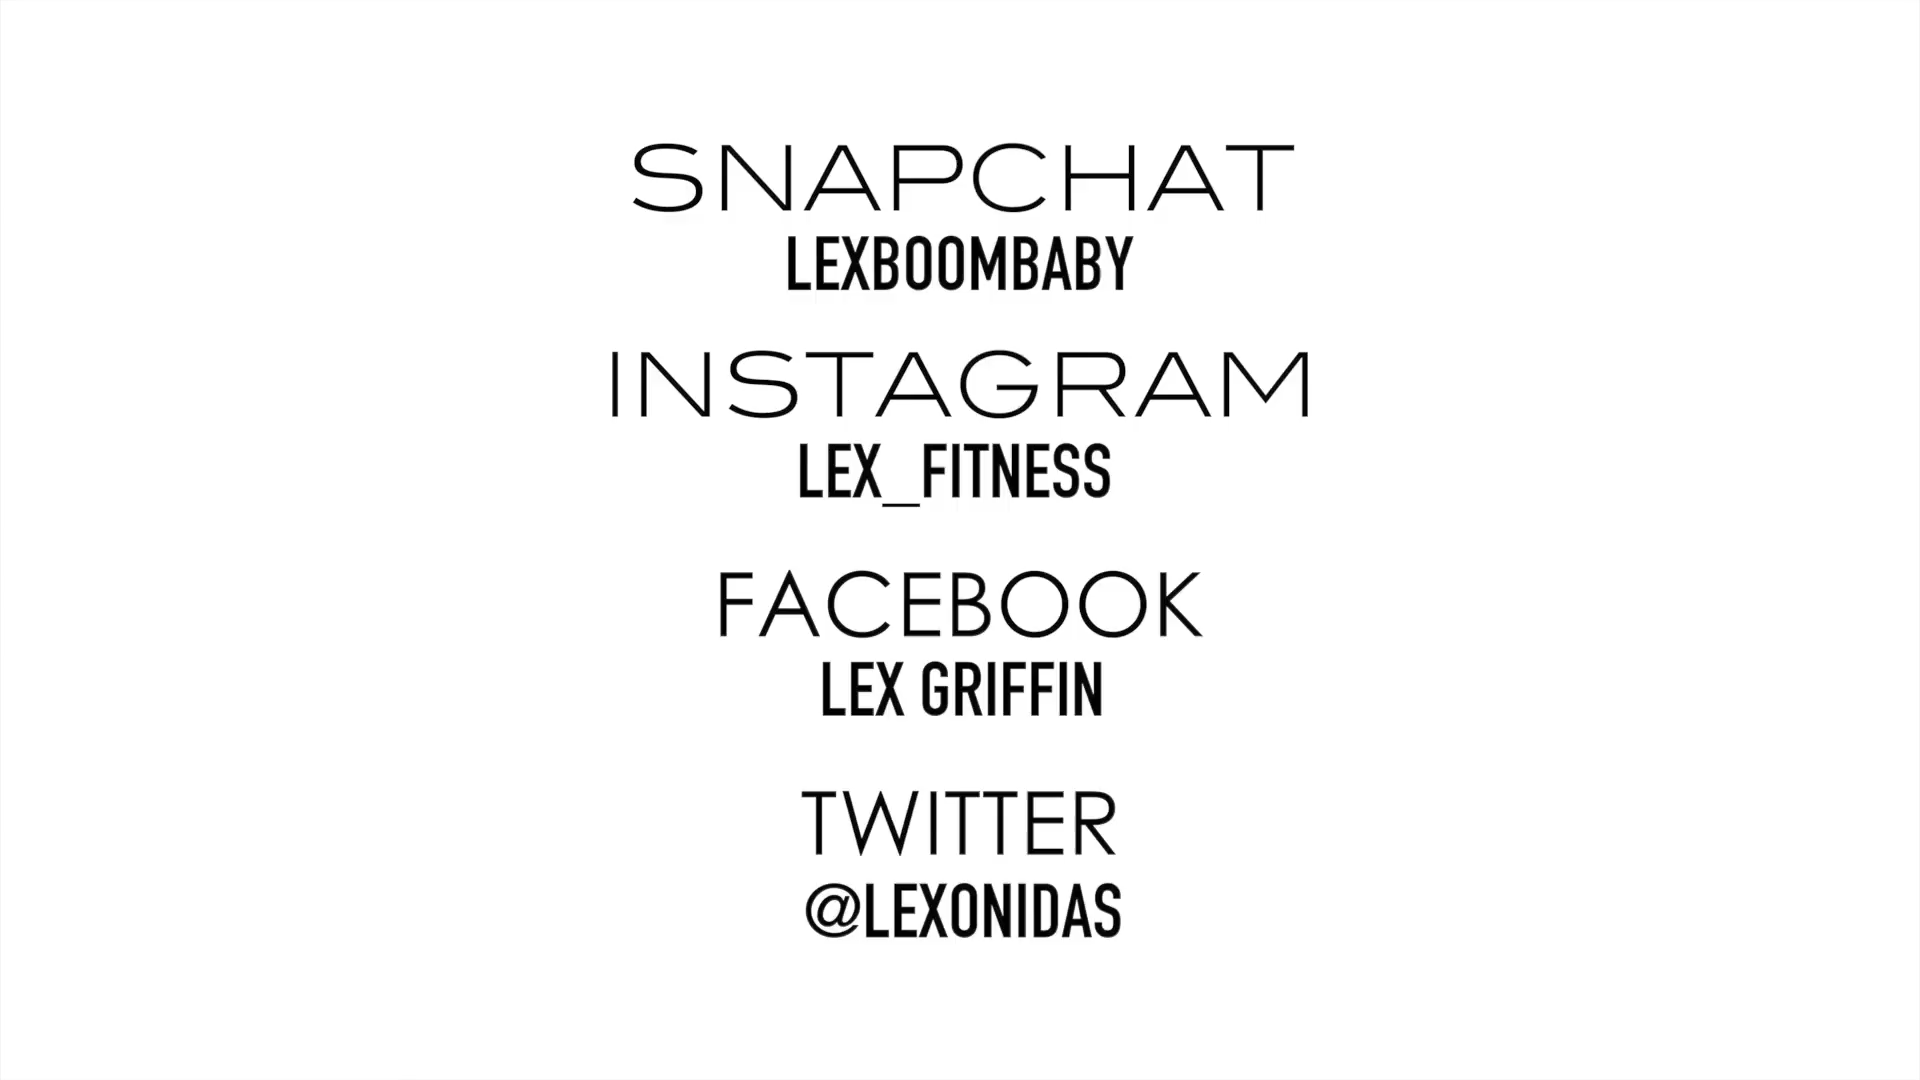 SNAPCHAT
LEXBOOMBABY
INSTAGRAM
LEX_FITNESS
FACEBOOK
LEX GRIFFIN
TWITTER
@LEXONIDAS